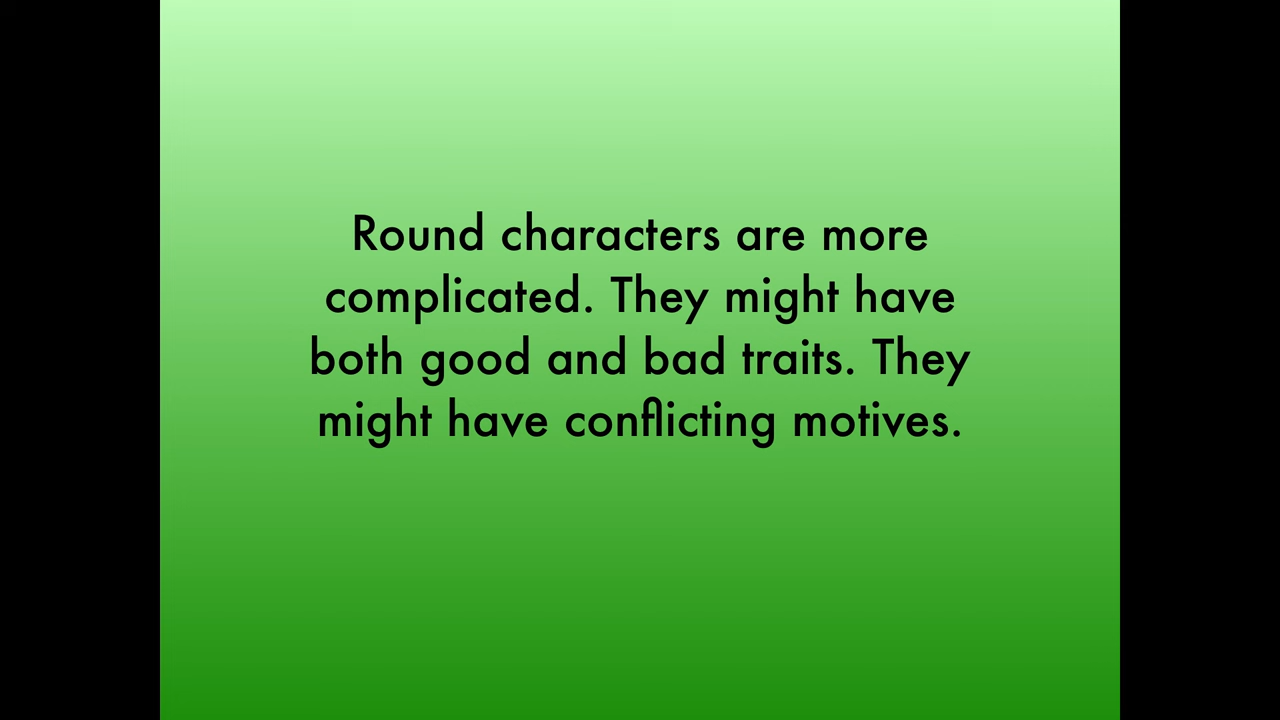 Round characters are more
complicated. They might have
both good and bad traits. They
might have conflicting motives.